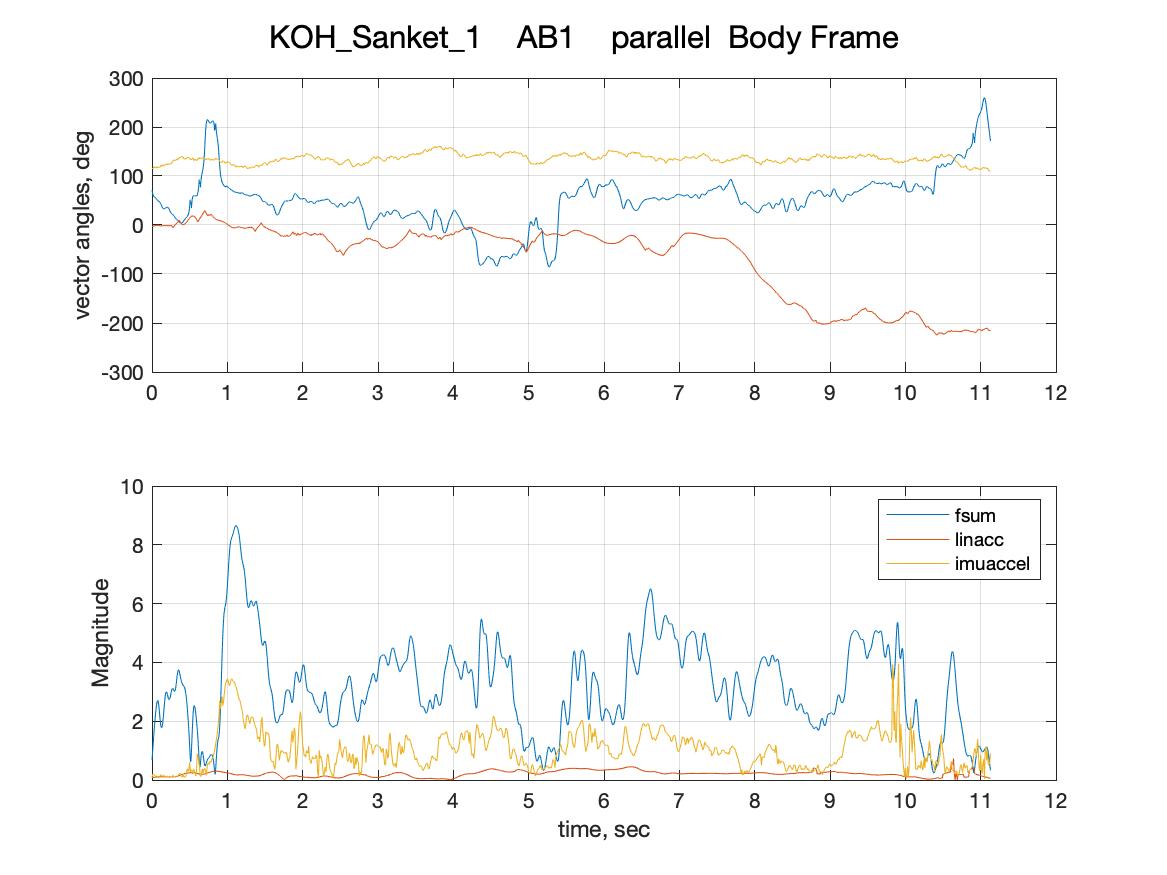 KOH_Sanket_1 AB1 parallel Body Frame
300
200
100
0
-100
-200
-300
vector angles, deg
0 1 2 3 4 5 6 7 8 9 10 11 12
10
8
6
4
2
0
Magnitude
fsum
linacc
imuaccel
0 1 2 3 4 5 6 7 8 9 10 11 12
time, sec